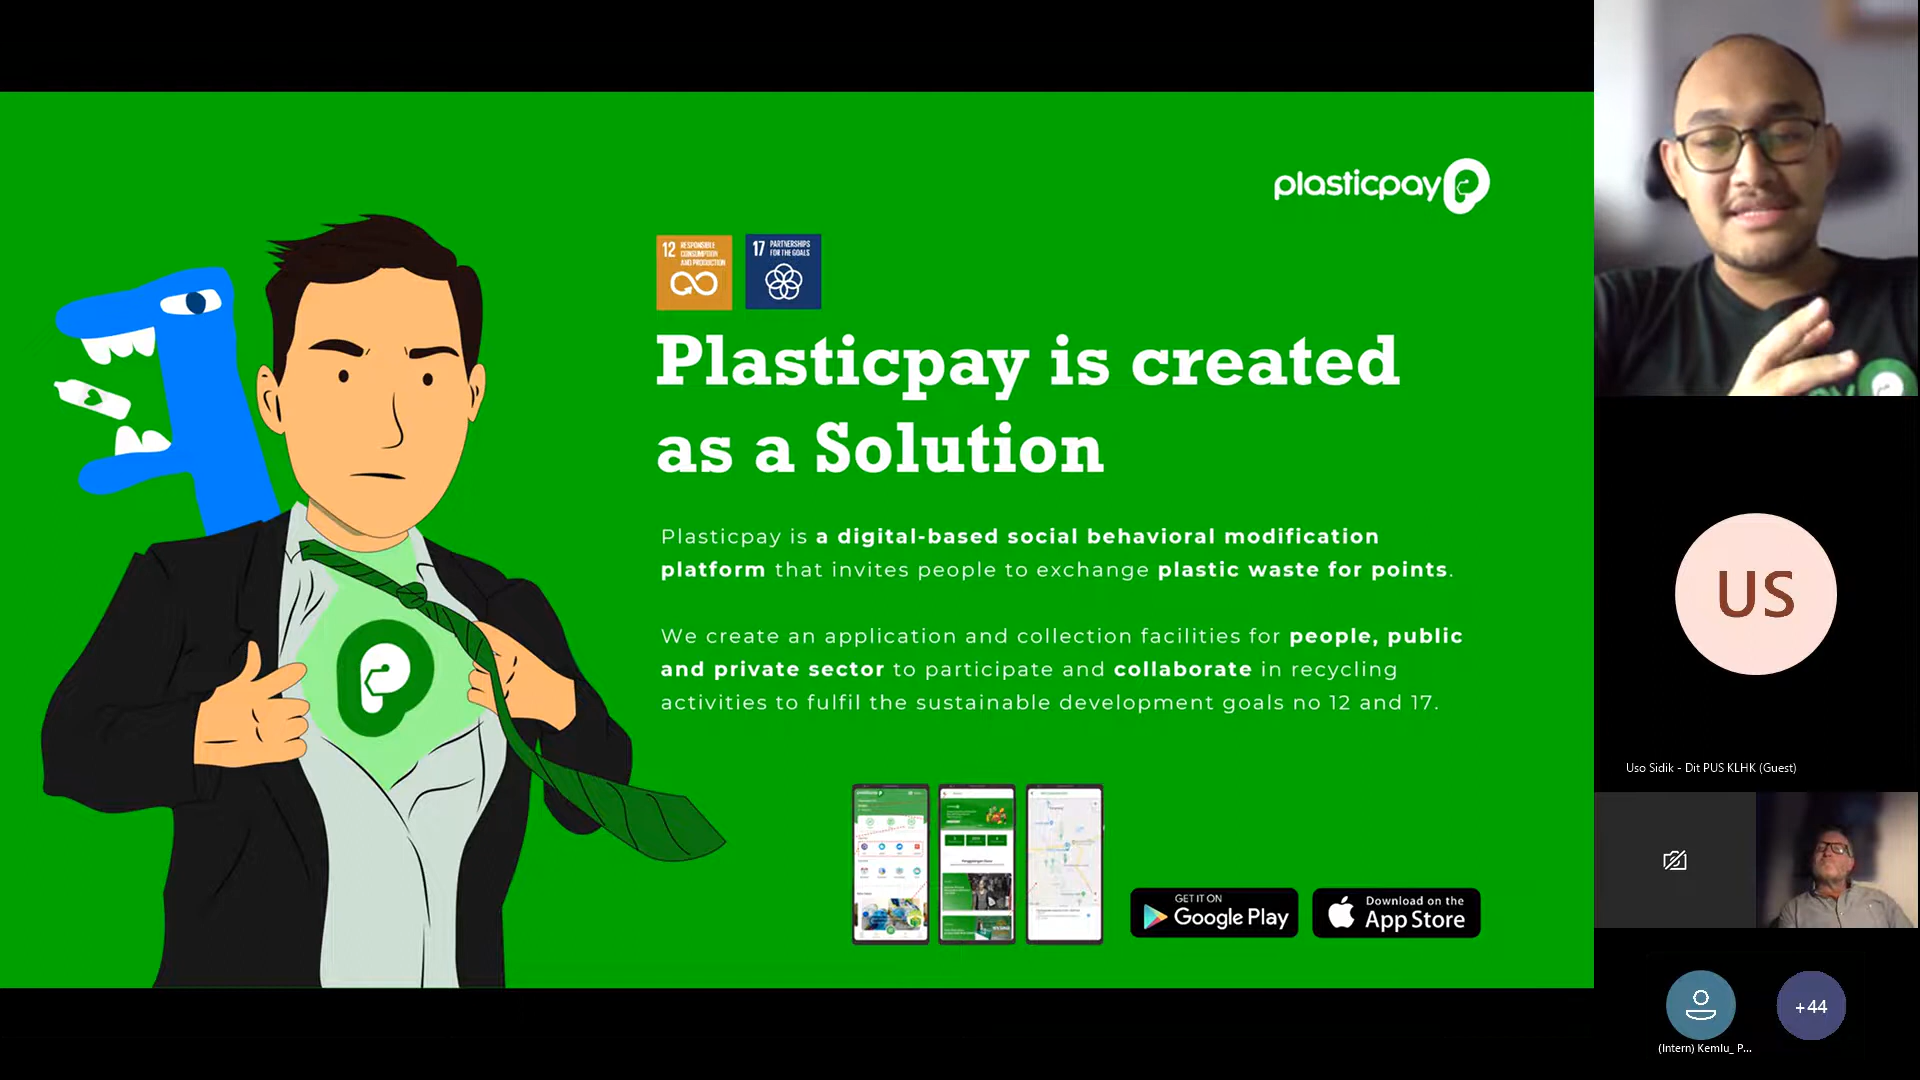 plasticpay
12 RESPONSIBLE
CONSUMPTION
AND PRODUCTION
17 PARTNERSHIPS
FOR THE GOALS
Plasticpay is created
as a Solution
Plasticpay is a digital-based social behavioral modification
platform that invites people to exchange plastic waste for points.
We create an application and collection facilities for people, public
and private sector to participate and collaborate in recycling
activities to fulfil the sustainable development goals no 12 and 17.
GET IT ON
Google Play
Download on the
App Store
US
Uso Sidik - Dit PUS KLHK (Guest)
(Intern) Kemlu_ P...
+44